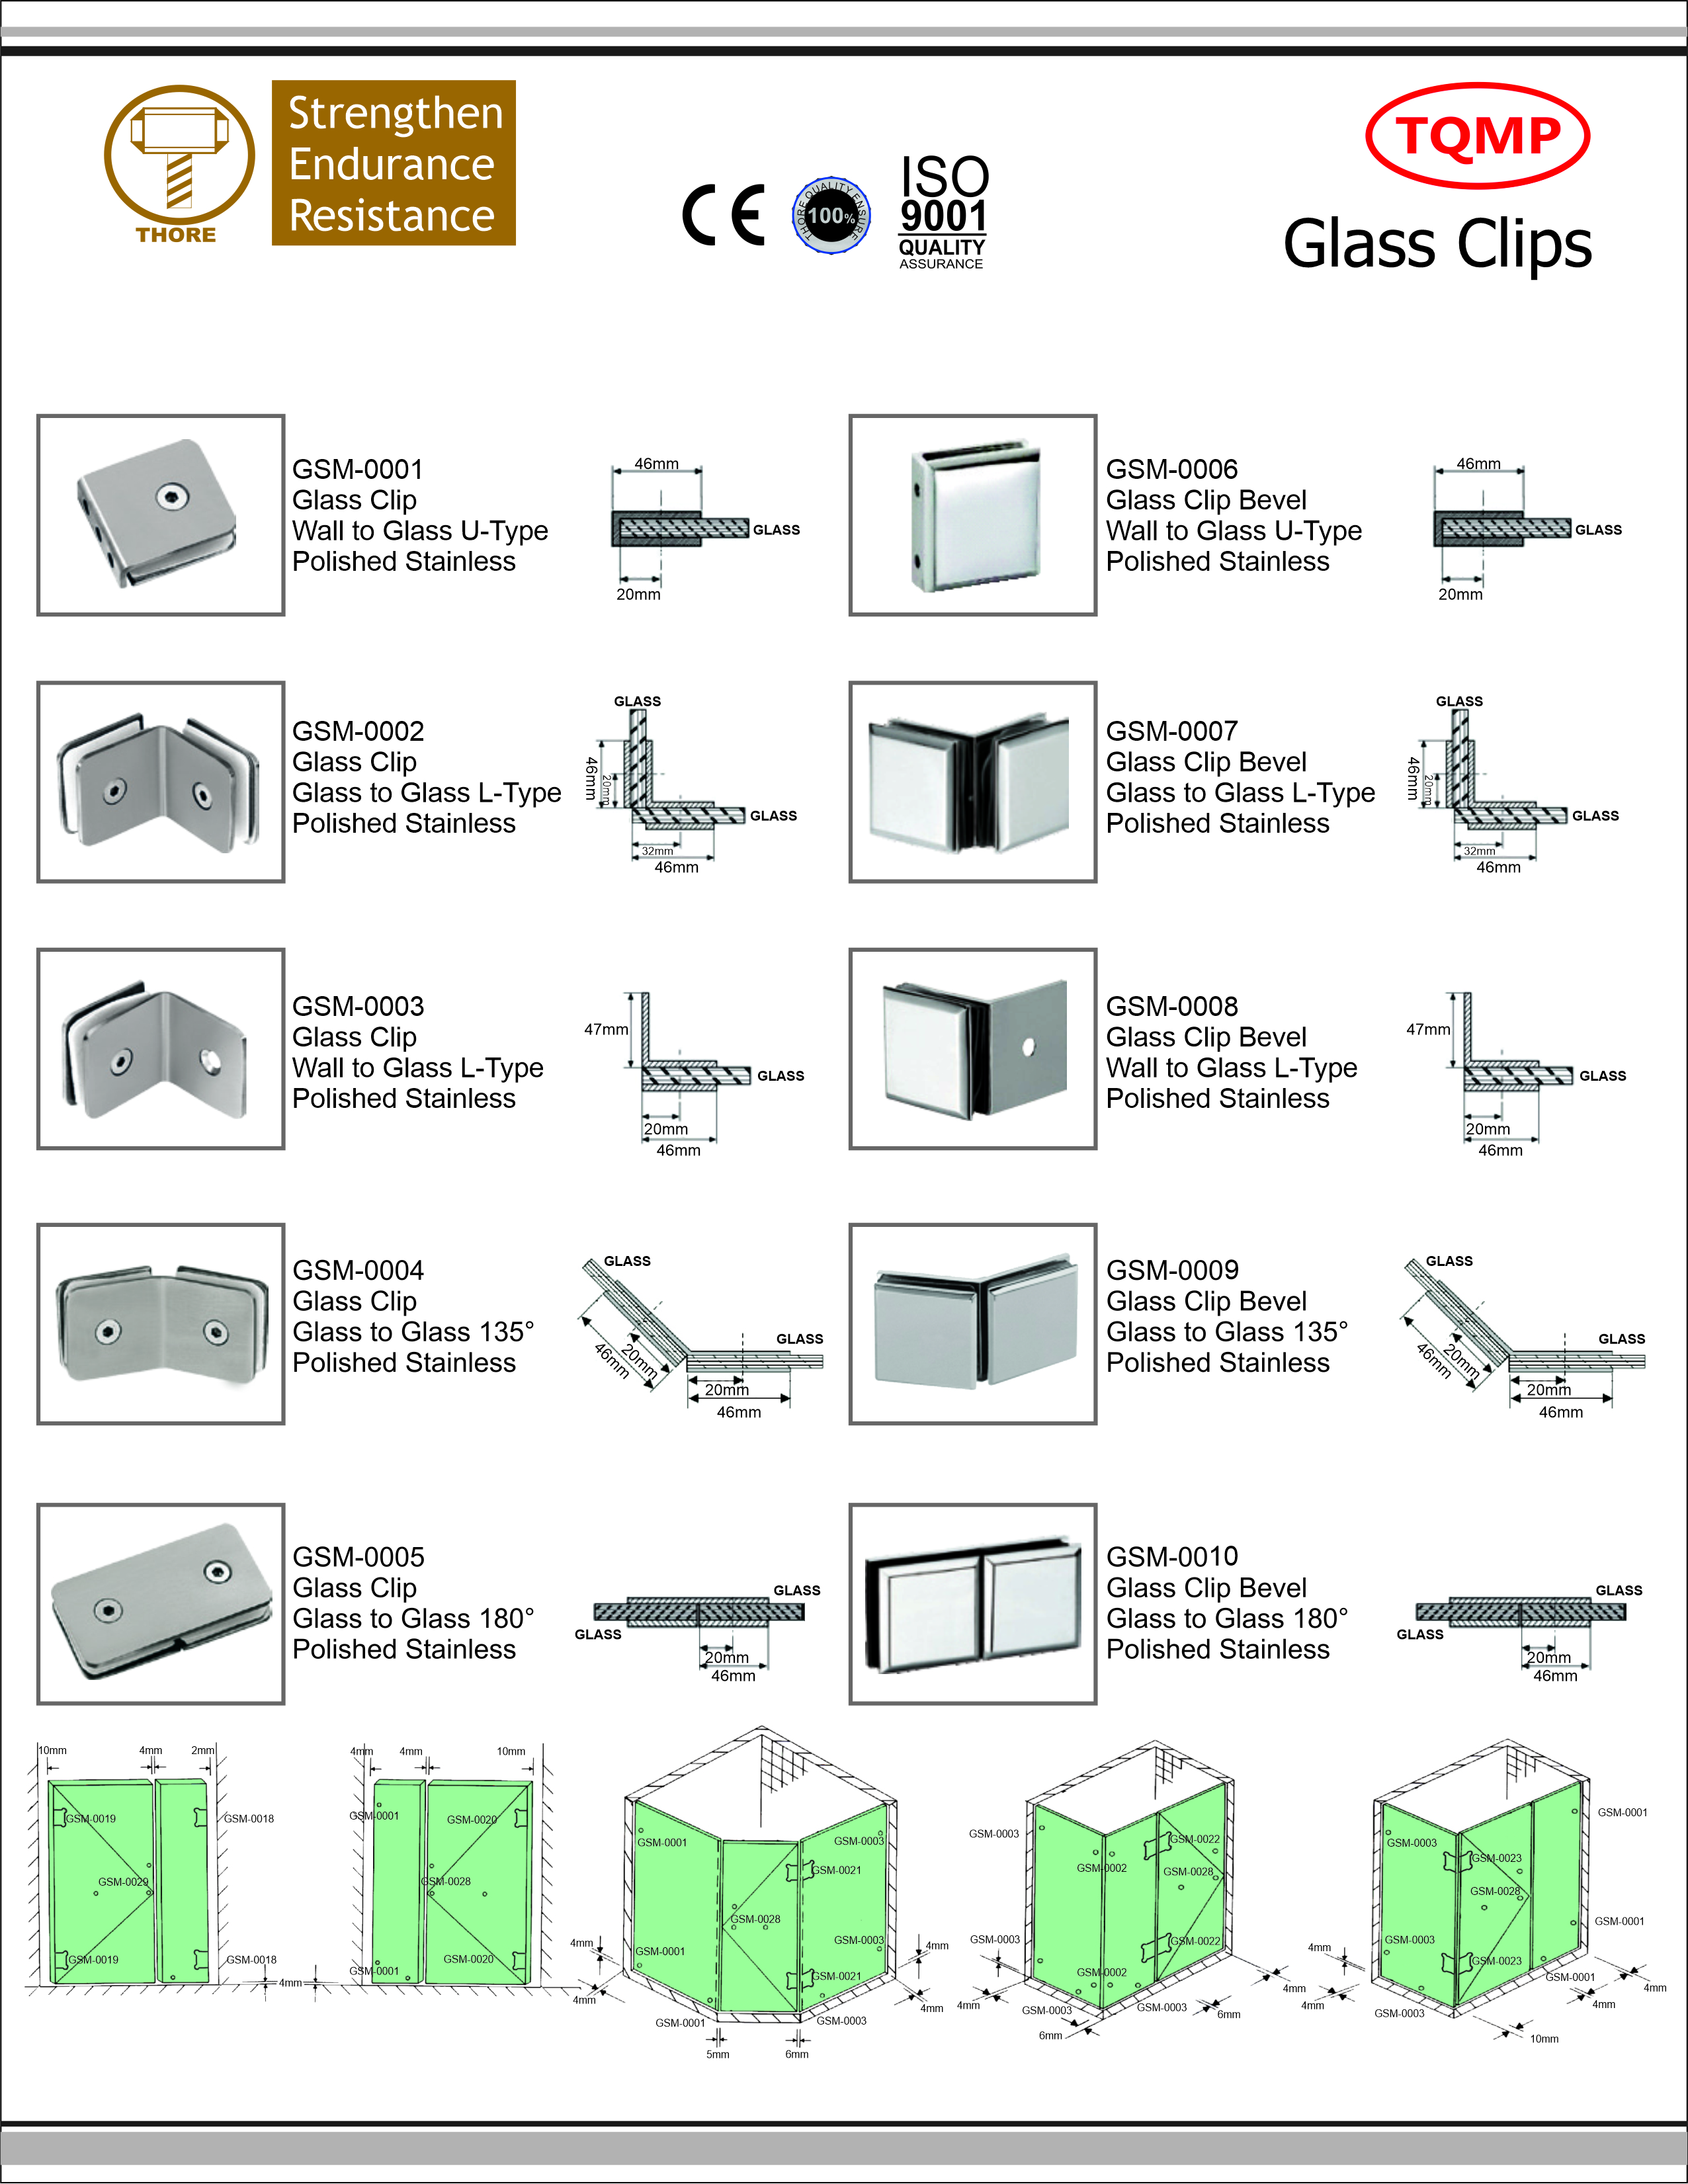 THORE
Strengthen
Endurance
Resistance
CE
THORE QUALITY ENSURE
100%
ISO
9001
QUALITY
ASSURANCE
TQMP
Glass Clips
GSM-0001
Glass Clip
Wall to Glass U-Type
Polished Stainless
46mm
GLASS
20mm
GSM-0006
Glass Clip Bevel
Wall to Glass U-Type
Polished Stainless
46mm
GLASS
20mm
GSM-0002
Glass Clip
Glass to Glass L-Type
Polished Stainless
GLASS
46mm
20mm
GLASS
32mm
46mm
GSM-0007
Glass Clip Bevel
Glass to Glass L-Type
Polished Stainless
GLASS
46mm
20mm
GLASS
32mm
46mm
GSM-0003
Glass Clip
Wall to Glass L-Type
Polished Stainless
47mm
GLASS
20mm
46mm
GSM-0008
Glass Clip Bevel
Wall to Glass L-Type
Polished Stainless
47mm
GLASS
20mm
46mm
GSM-0004
Glass Clip
Glass to Glass 135°
Polished Stainless
GLASS
GLASS
20mm
46mm
20mm
46mm
GSM-0009
Glass Clip Bevel
Glass to Glass 135°
Polished Stainless
GLASS
GLASS
20mm
46mm
20mm
46mm
GSM-0005
Glass Clip
Glass to Glass 180°
Polished Stainless
GLASS
GLASS
20mm
46mm
GSM-0010
Glass Clip Bevel
Glass to Glass 180°
Polished Stainless
GLASS
GLASS
20mm
46mm
10mm 4mm 2mm
GSM-0019 GSM-0018
GSM-0029
GSM-0019 GSM-0018
4mm
4mm 4mm 10mm
GSM-0001 GSM-0020
GSM-0028
GSM-0001 GSM-0020
GSM-0001 GSM-0003
GSM-0021
GSM-0028
GSM-0001 GSM-0003
4mm 4mm
GSM-0021
4mm 4mm
GSM-0001 GSM-0003
5mm 6mm
GSM-0003 GSM-0022
GSM-0002 GSM-0028
GSM-0003 GSM-0022
GSM-0002
4mm 4mm
GSM-0003 GSM-0003
6mm
6mm
GSM-0001
GSM-0003
GSM-0023
GSM-0028
GSM-0001
GSM-0003
4mm
GSM-0023
GSM-0001
4mm
4mm 4mm
GSM-0003
10mm